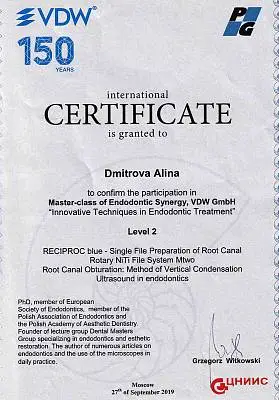 VDW®
PG
150
YEARS
international
CERTIFICATE
is granted to
Dmitrova Alina
to confirm the participation in
Master-class of Endodontic Synergy, VDW GmbH
"Innovative Techniques in Endodontic Treatment"
Level 2
RECIPROC blue - Single File Preparation of Root Canal
Rotary NiTi File System Mtwo
Root Canal Obturation: Method of Vertical Condensation
Ultrasound in endodontics
PhD, member of European
Society of Endodontics, member of the
Polish Association of Endodontics and
the Polish Academy of Aesthetic Dentistry.
Founder of lecture group Dental Masters
Group specializing in endodontics and esthetic
restoration. The author of numerous articles on
endodontics and the use of the microscopes in
daily practice.
Grzegorz Witkowski
Moscow
27th of September 2019
ЦНИИС